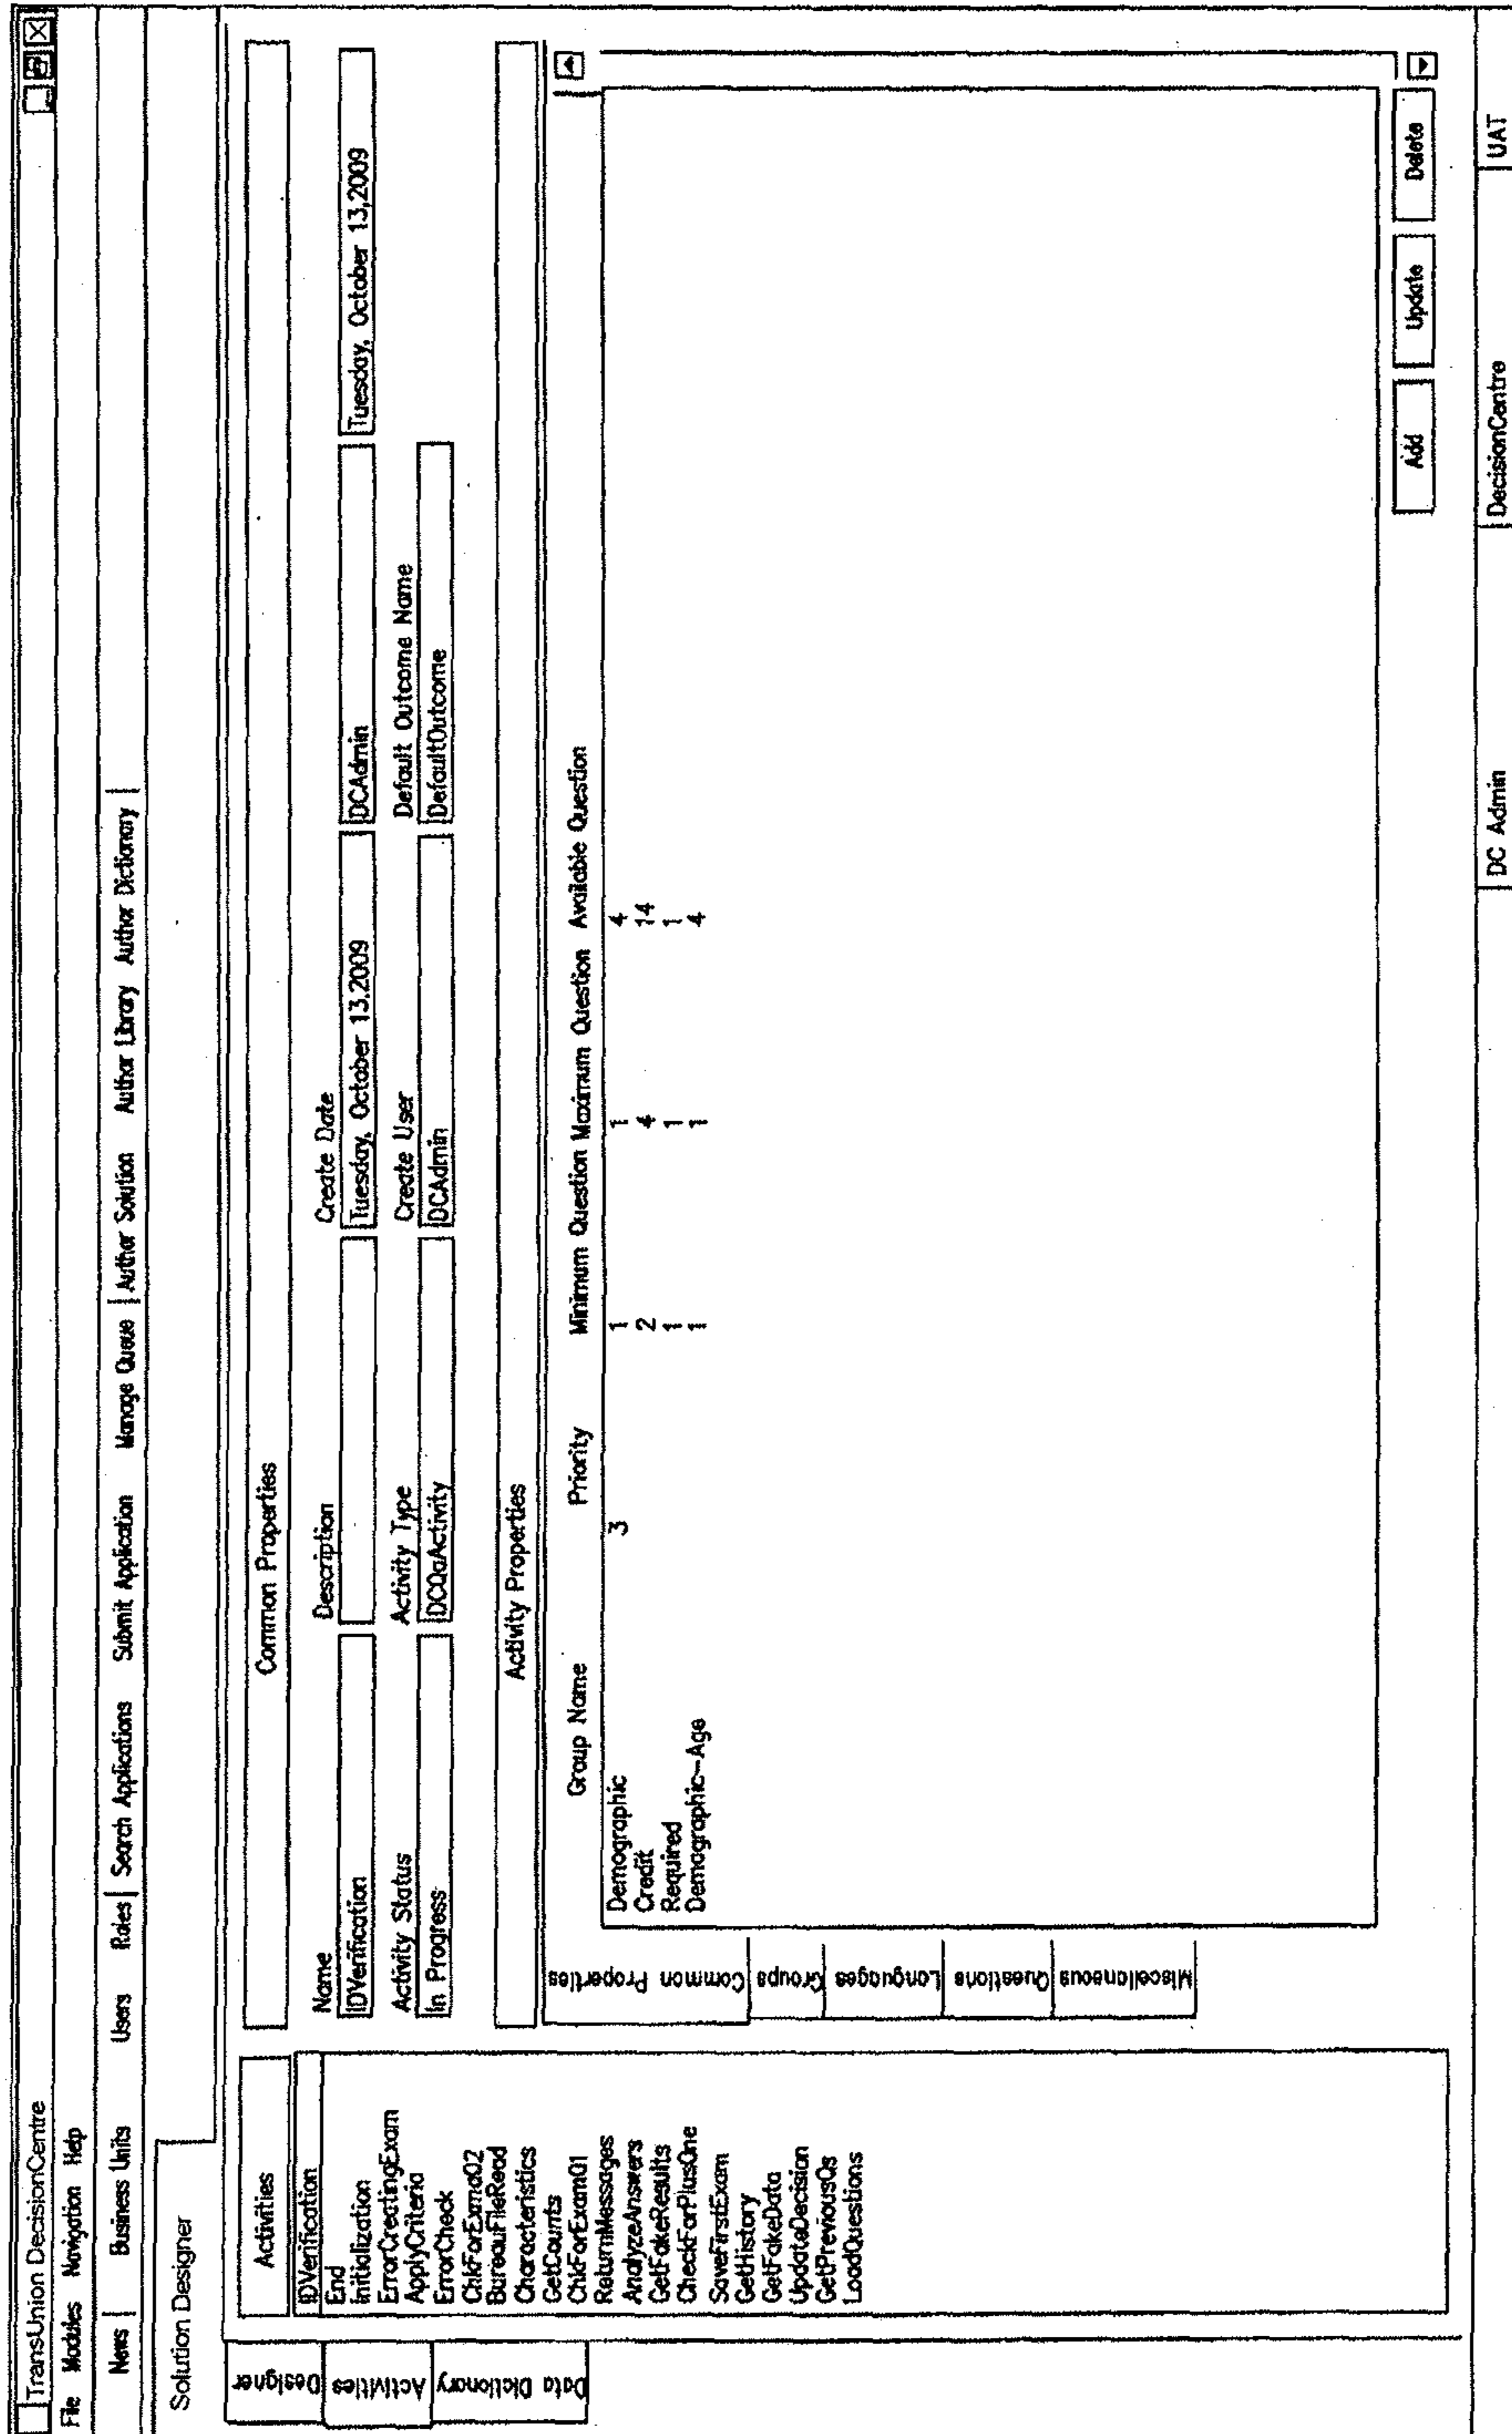 TransUnion DecisionCentre
File Modules Navigation Help
News Business Units Users Roles Search Applications Submit Application Manage Queue Author Solution Author Library Author Dictionary
Solution Designer
Designer
Activities
Data Dictionary
Activities
IDVerification
End
Initialization
ErrorCreatingExam
ApplyCriteria
ErrorCheck
ChkForExma02
BureauFileRead
Characteristics
GetCounts
ChkForExam01
ReturnMessages
AnalyzeAnswers
GetFakeResults
CheckForPlusOne
SaveFirstExam
GetHistory
GetFakeData
UpdateDecision
GetPreviousQs
LoadQuestions
Common Properties
Name Description Create Date
IDVerification Tuesday, October 13.2009 DCAdmin Tuesday, October 13,2009
Activity Status Activity Type Create User Default Outcome Name
In Progress DCQaActivity DCAdmin DefaultOutcome
Activity Properties
Common Properties
Groups
Languages
Questions
Miscellaneous
Group Name Priority Minimum Question Maximum Question Available Question
Demographic 3 1 1 4
Credit 2 4 14
Required 1 1 1
Demographic-Age 1 1 4
Add Update Delete
DC Admin DecisionCentre UAT